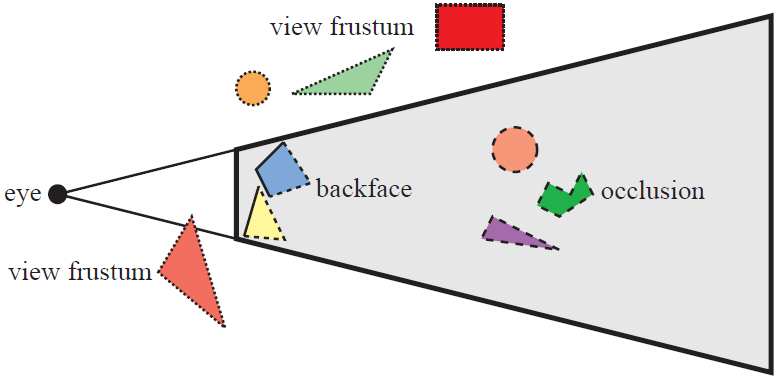 view frustum
eye
backface
occlusion
view frustum